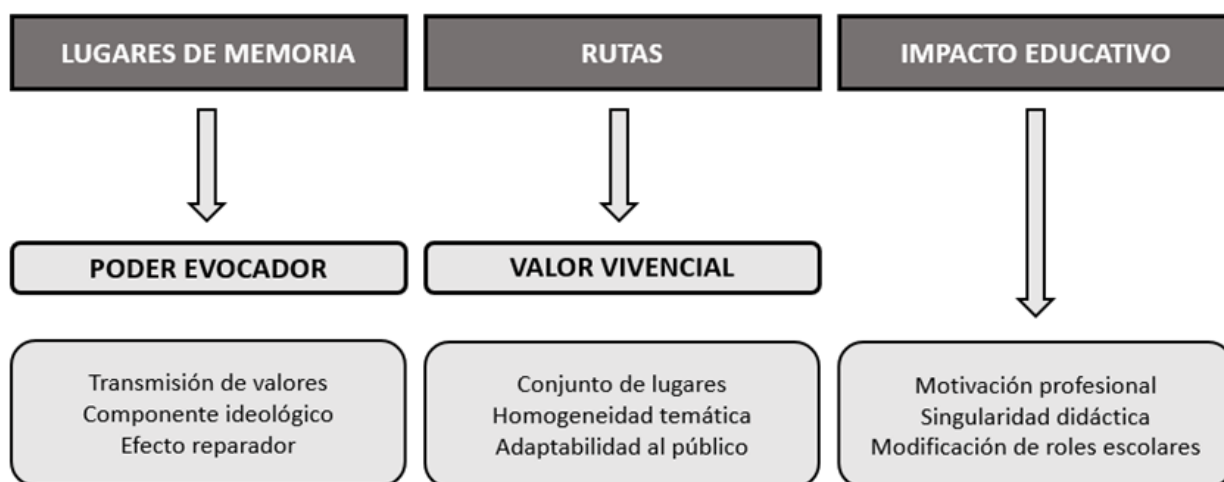 LUGARES DE MEMORIA
RUTAS
IMPACTO EDUCATIVO
PODER EVOCADOR
VALOR VIVENCIAL
Transmisión de valores
Componente ideológico
Efecto reparador
Conjunto de lugares
Homogeneidad temática
Adaptabilidad al público
Motivación profesional
Singularidad didáctica
Modificación de roles escolares